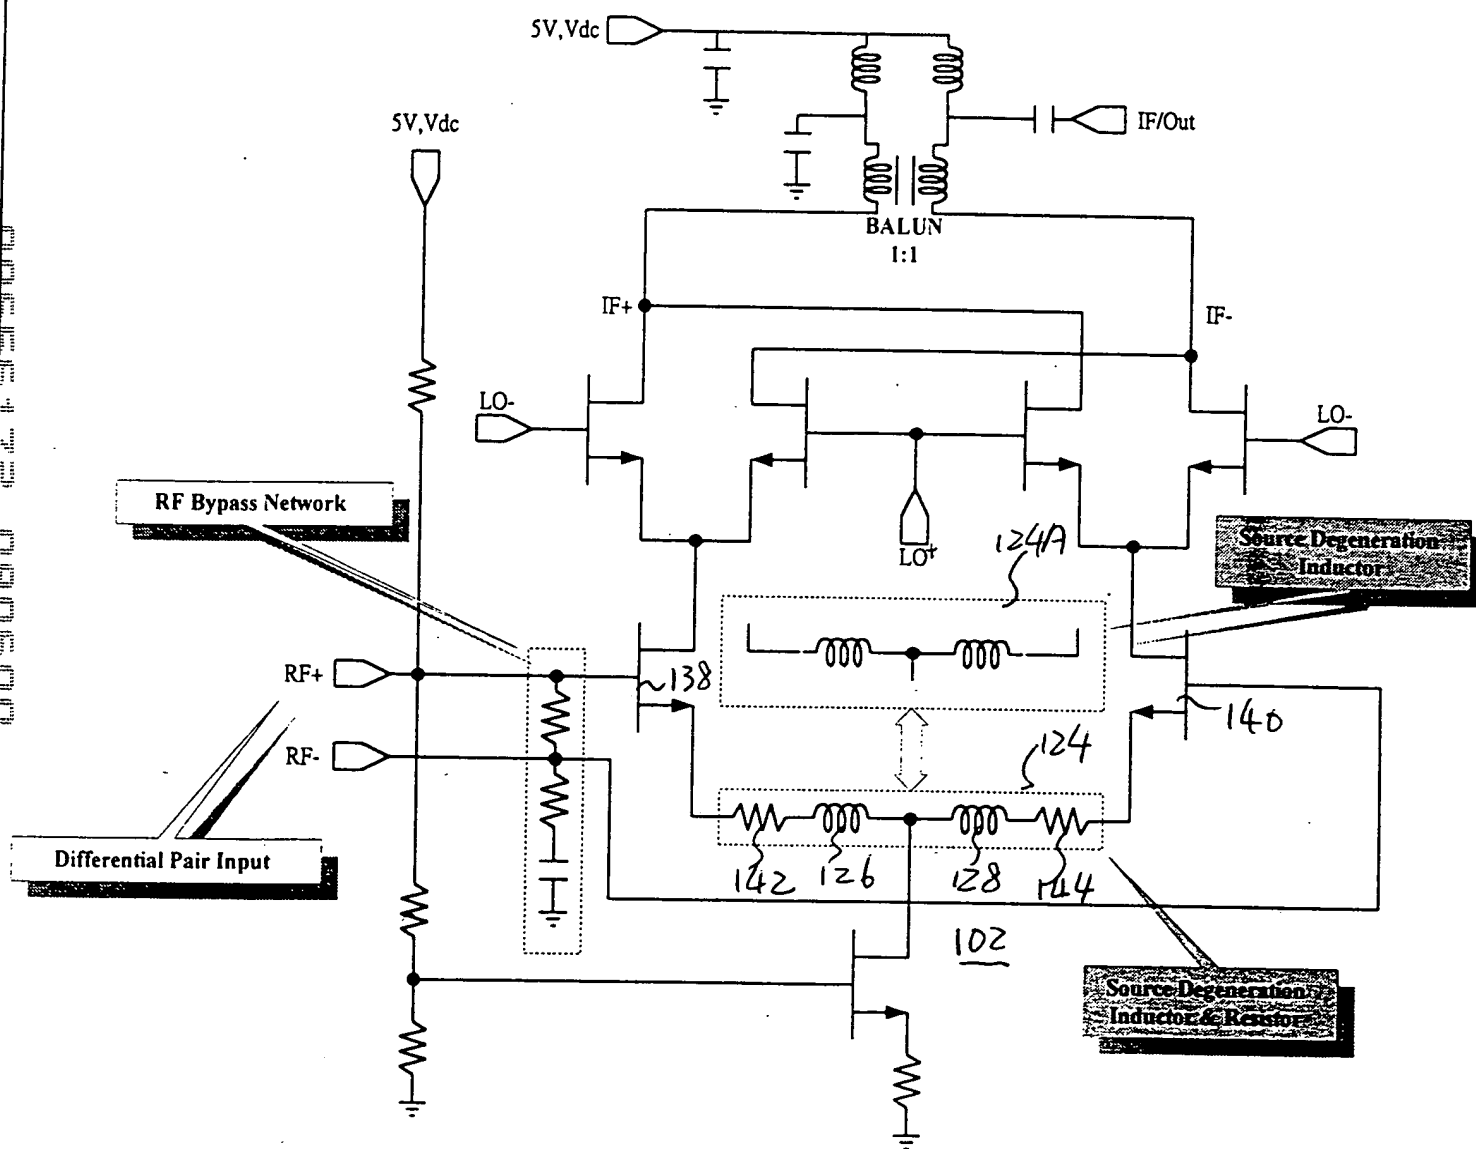 5V,Vdc
IF/Out
5V,Vdc
BALUN
1:1
IF+
IF-
LO-
LO-
RF Bypass Network
LO+
124A
Source Degeneration
Inductor
RF+
138
140
RF-
124
Differential Pair Input
142
126
128
144
102
Source Degeneration
Inductor & Resistor